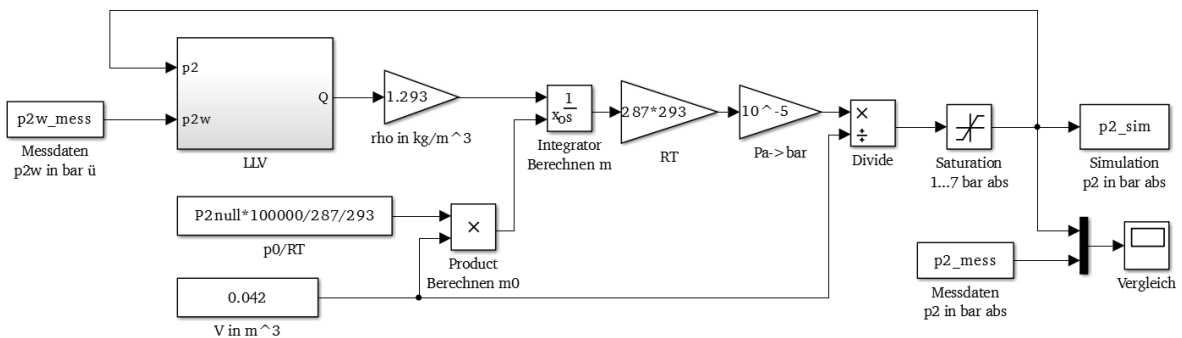 p2
p2w
Q
LLV
p2w_mess
Messdaten
p2w in bar ü
1.293
rho in kg/m^3
1
x₀ s
Integrator
Berechnen m
287*293
RT
10^-5
Pa->bar
×
÷
Divide
Saturation
1...7 bar abs
p2_sim
Simulation
p2 in bar abs
P2null*100000/287/293
p0/RT
×
Product
Berechnen m0
0.042
V in m^3
p2_mess
Messdaten
p2 in bar abs
Vergleich